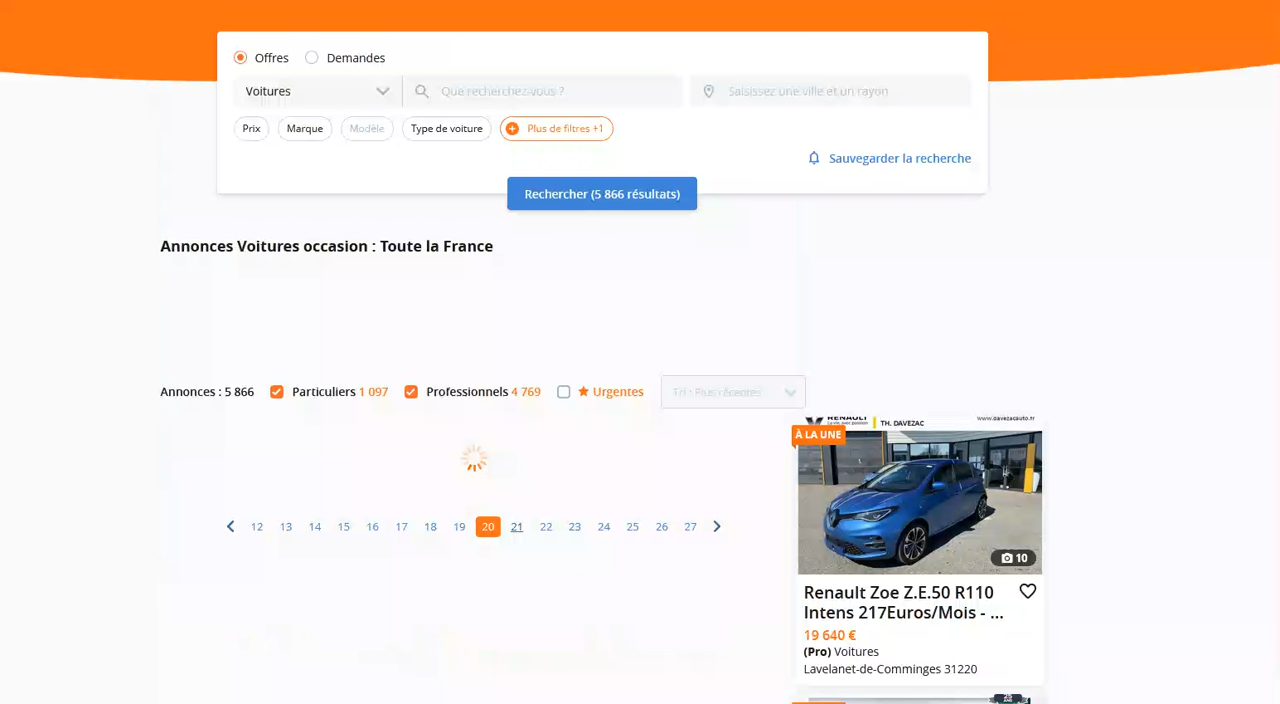 Offres Demandes
Voitures Que recherchez-vous ? Saisissez une ville et un rayon
Prix Marque Modèle Type de voiture Plus de filtres +1
Sauvegarder la recherche
Rechercher (5 866 résultats)
Annonces Voitures occasion : Toute la France
Annonces : 5 866 Particuliers 1 097 Professionnels 4 769 Urgentes Tri : Plus récentes
RENAULT TH. DAVEZAC www.davezacauto.fr
La vie, avec passion
À LA UNE
12 13 14 15 16 17 18 19 20 21 22 23 24 25 26 27
10
Renault Zoe Z.E.50 R110
Intens 217Euros/Mois - ...
19 640 €
(Pro) Voitures
Lavelanet-de-Comminges 31220